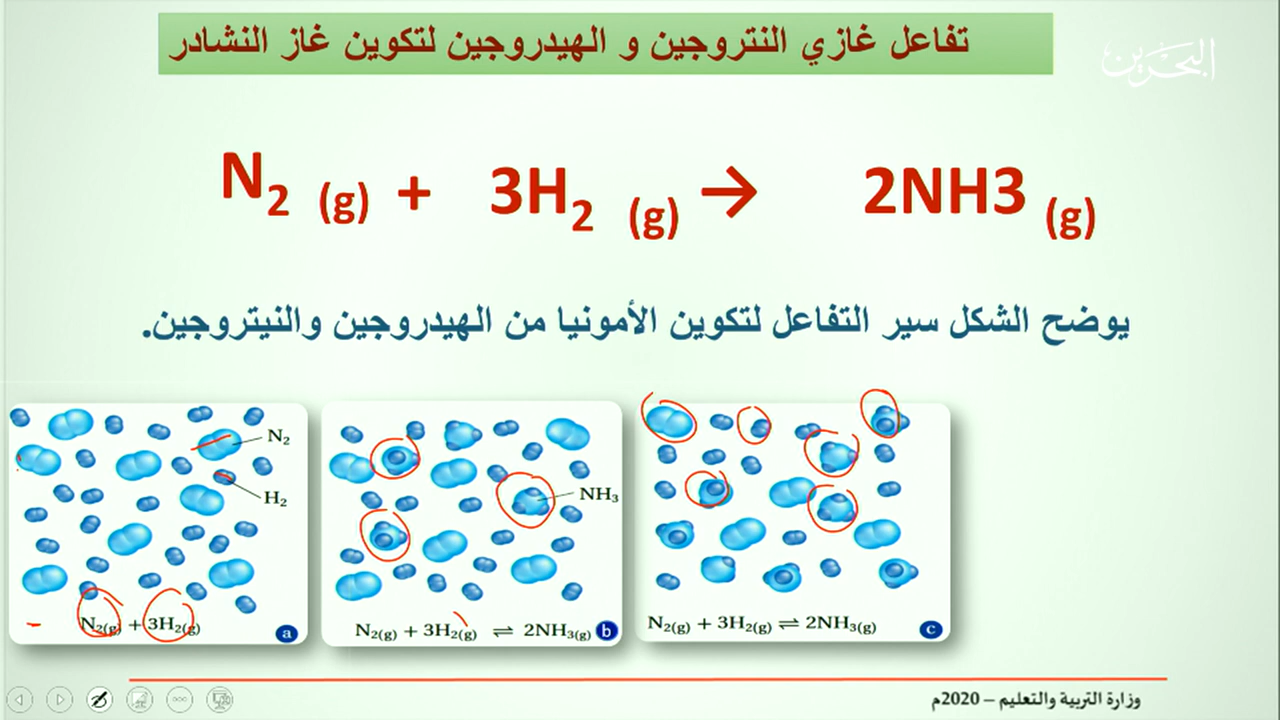 تفاعل غازي النتروجين و الهيدروجين لتكوين غاز النشادر
البحرين
N₂ (g) + 3H₂ (g) → 2NH3 (g)
يوضح الشكل سير التفاعل لتكوين الأمونيا من الهيدروجين والنيتروجين.
N₂
H₂
N₂(g) + 3H₂(g)
a
NH₃
N₂(g) + 3H₂(g) ⇌ 2NH₃(g)
b
N₂(g) + 3H₂(g) ⇌ 2NH₃(g)
c
وزارة التربية والتعليم – 2020م